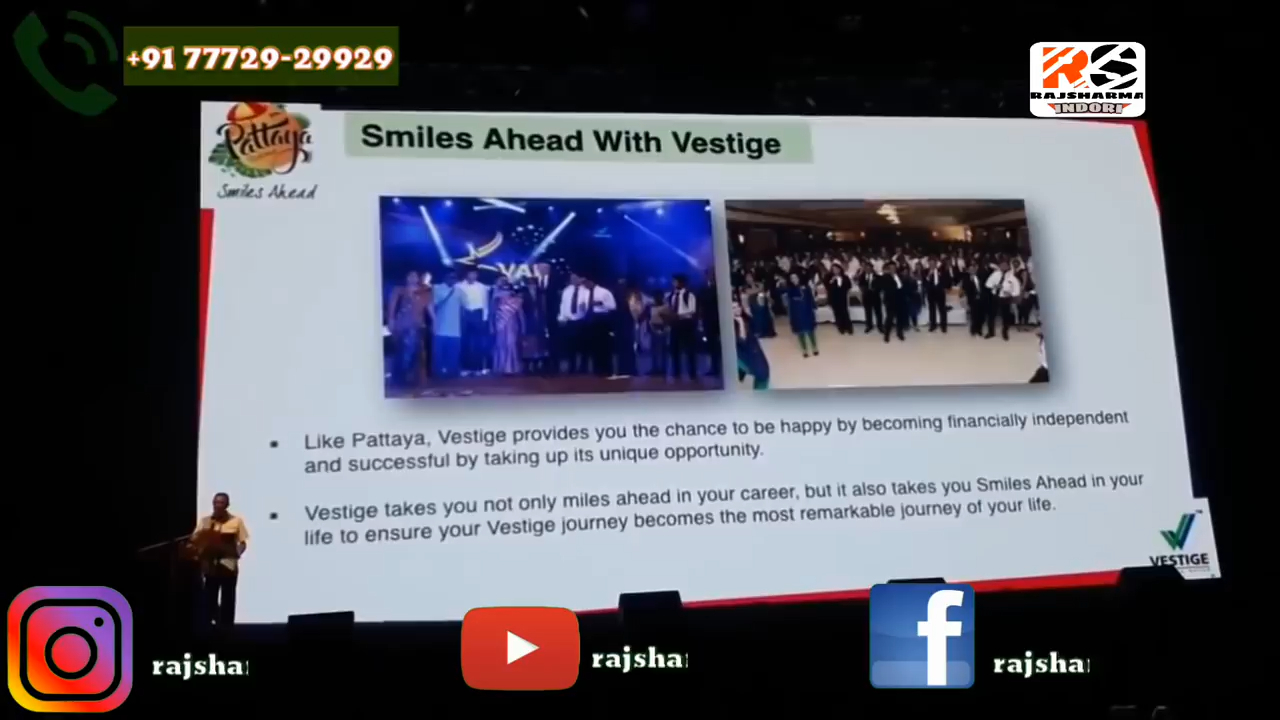 +91 77729-29929
RS
RAJSHARMA
INDORI
Pattaya
Smiles Ahead
Smiles Ahead With Vestige
VAI
Like Pattaya, Vestige provides you the chance to be happy by becoming financially independent
and successful by taking up its unique opportunity.
Vestige takes you not only miles ahead in your career, but it also takes you Smiles Ahead in your
life to ensure your Vestige journey becomes the most remarkable journey of your life.
VESTIGE
rajsha
rajsha
rajsha